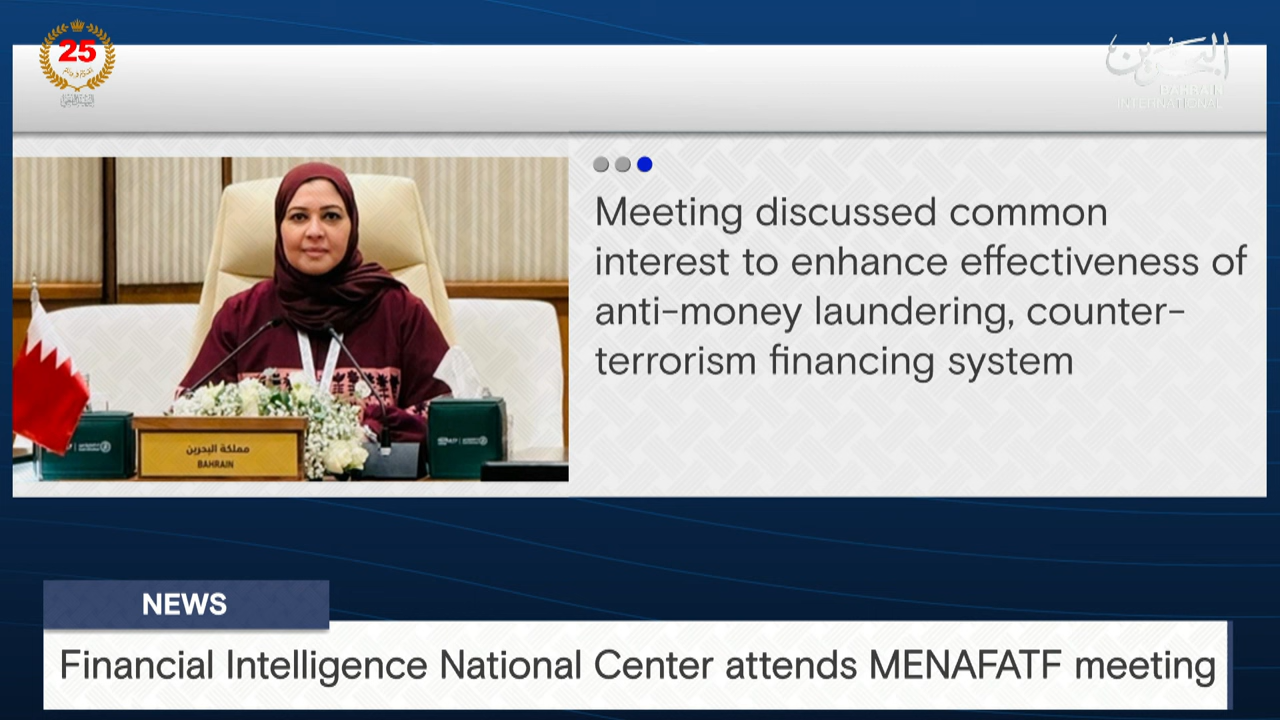 25
البحرين
BAHRAIN
INTERNATIONAL
Meeting discussed common
interest to enhance effectiveness of
anti-money laundering, counter-
terrorism financing system
مملكة البحرين
BAHRAIN
NEWS
Financial Intelligence National Center attends MENAFATF meeting